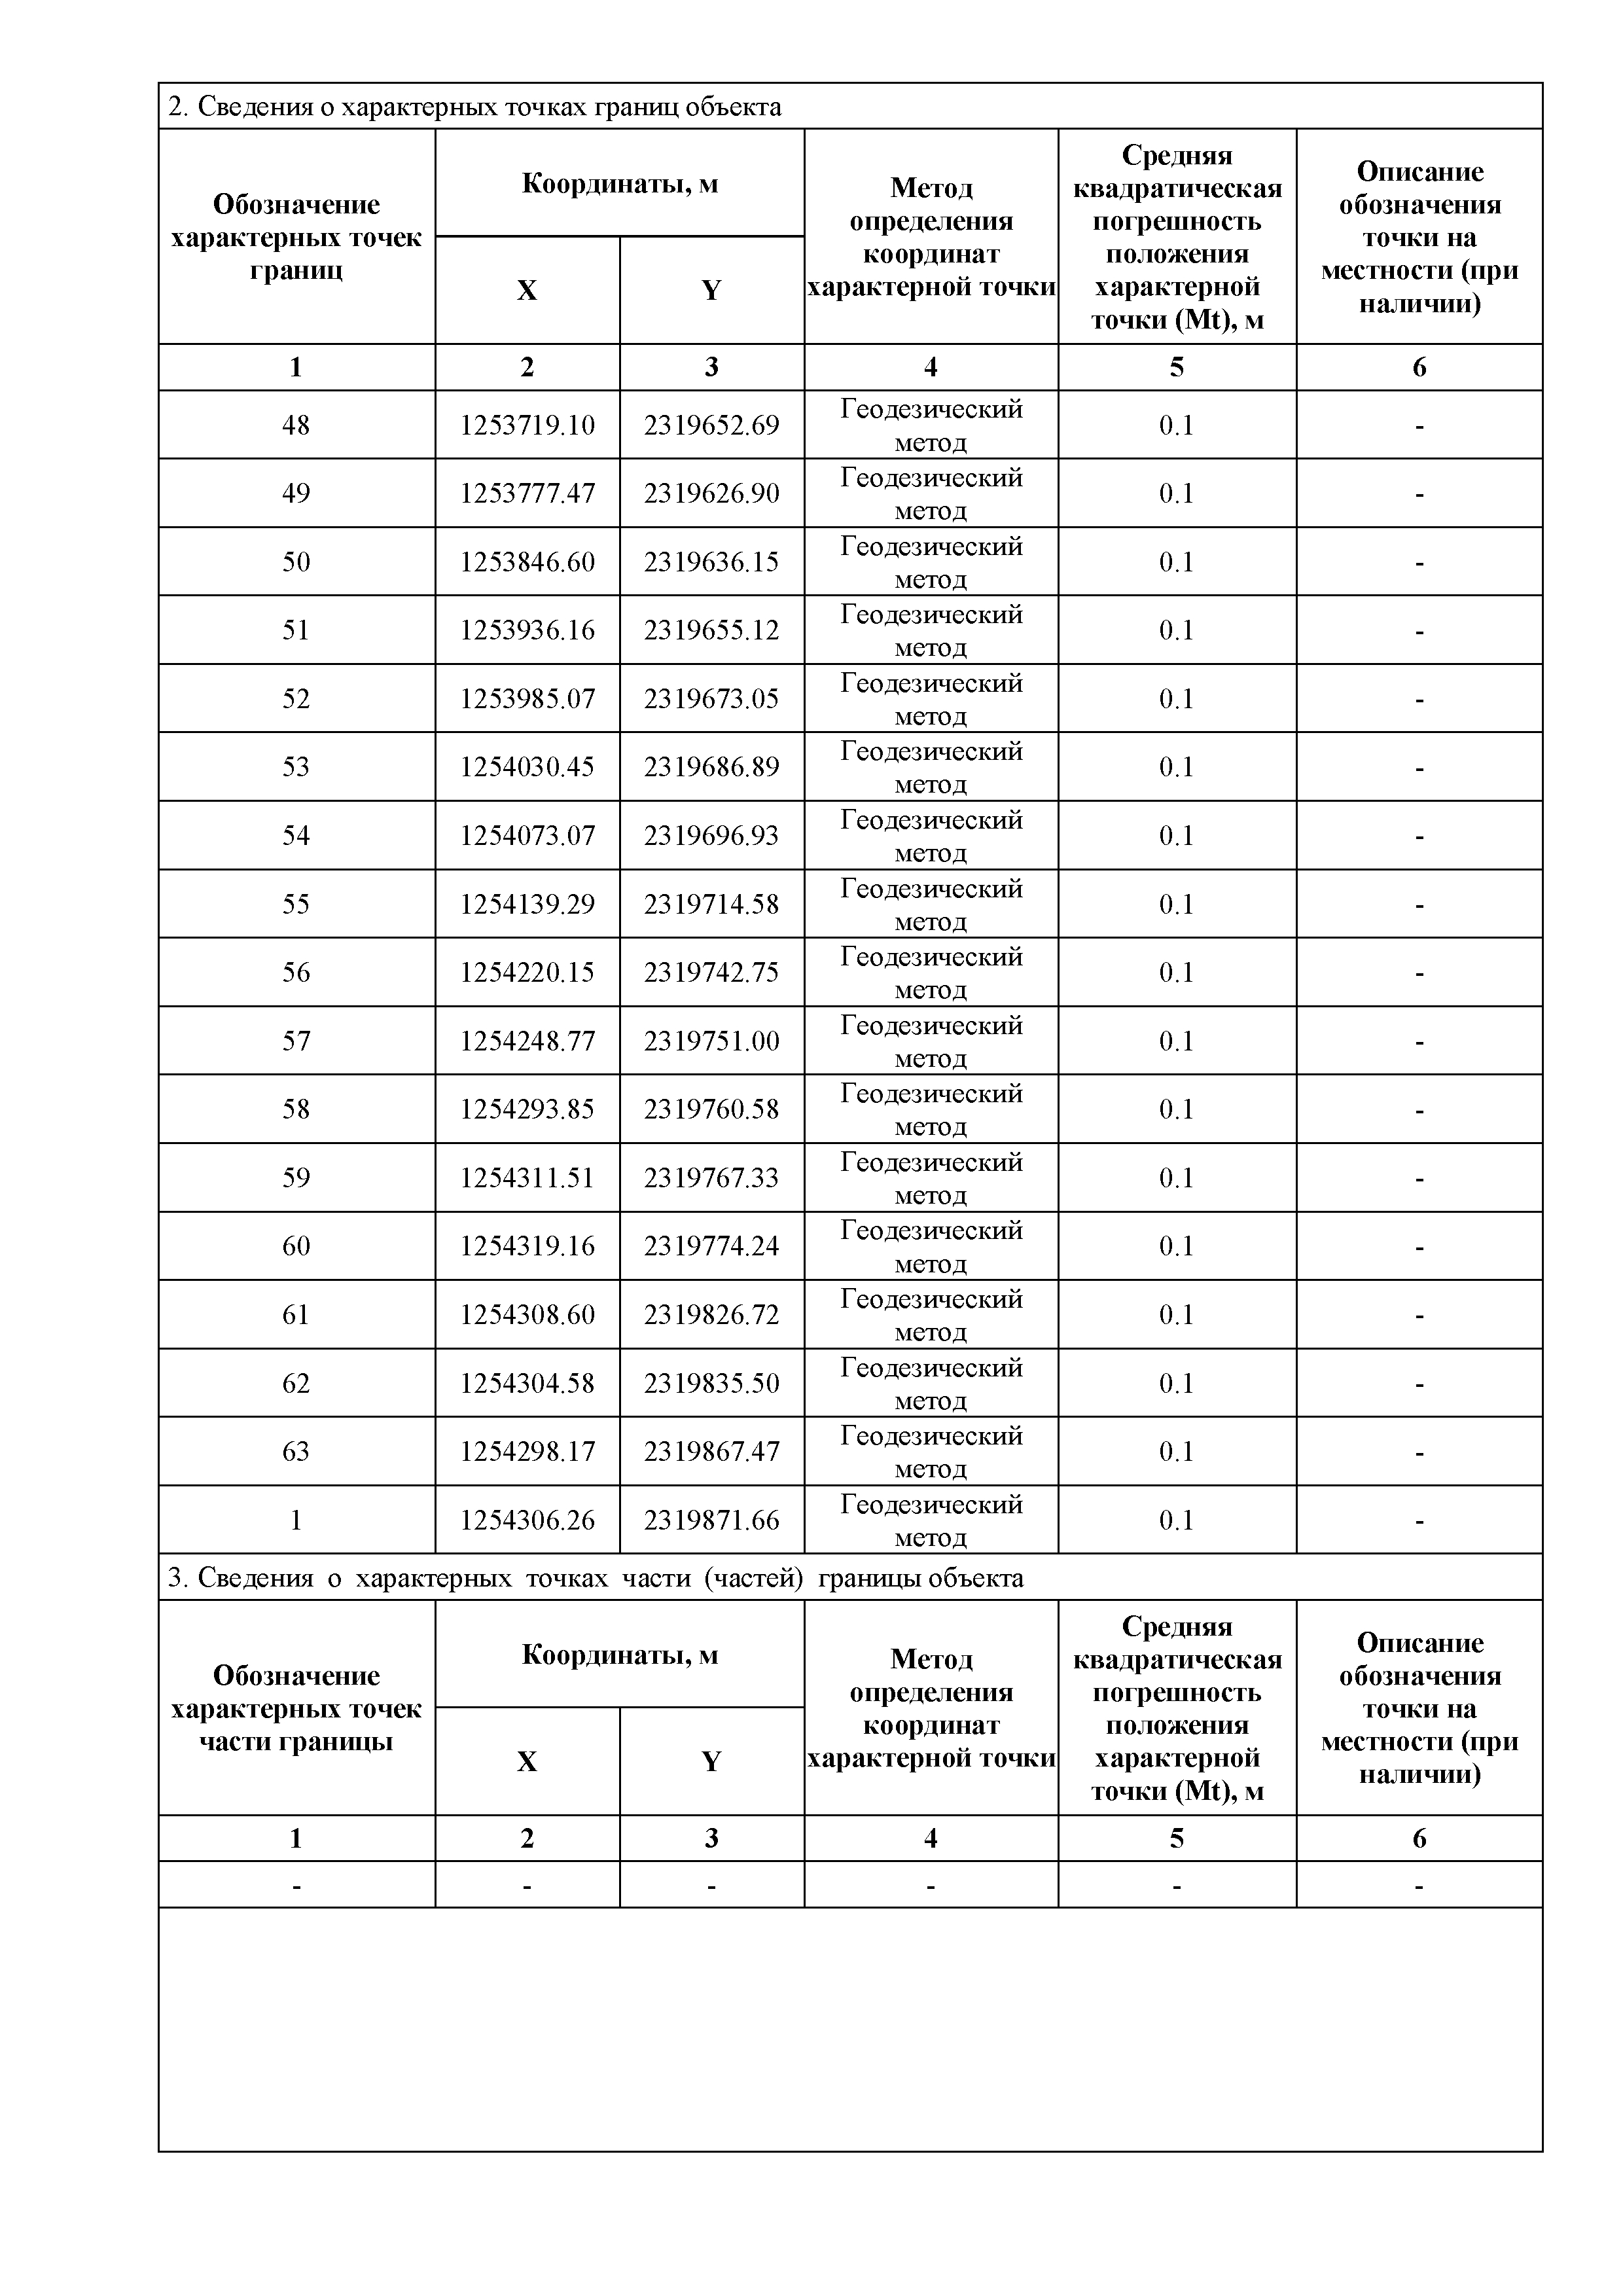 2. Сведения о характерных точках границ объекта
Обозначение
характерных точек
границ
Координаты, м
X
Y
Метод
определения
координат
характерной точки
Средняя
квадратическая
погрешность
положения
характерной
точки (Mt), м
Описание
обозначения
точки на
местности (при
наличии)
1 2 3 4 5 6
48 1253719.10 2319652.69 Геодезический метод 0.1 -
49 1253777.47 2319626.90 Геодезический метод 0.1 -
50 1253846.60 2319636.15 Геодезический метод 0.1 -
51 1253936.16 2319655.12 Геодезический метод 0.1 -
52 1253985.07 2319673.05 Геодезический метод 0.1 -
53 1254030.45 2319686.89 Геодезический метод 0.1 -
54 1254073.07 2319696.93 Геодезический метод 0.1 -
55 1254139.29 2319714.58 Геодезический метод 0.1 -
56 1254220.15 2319742.75 Геодезический метод 0.1 -
57 1254248.77 2319751.00 Геодезический метод 0.1 -
58 1254293.85 2319760.58 Геодезический метод 0.1 -
59 1254311.51 2319767.33 Геодезический метод 0.1 -
60 1254319.16 2319774.24 Геодезический метод 0.1 -
61 1254308.60 2319826.72 Геодезический метод 0.1 -
62 1254304.58 2319835.50 Геодезический метод 0.1 -
63 1254298.17 2319867.47 Геодезический метод 0.1 -
1 1254306.26 2319871.66 Геодезический метод 0.1 -
3. Сведения о характерных точках части (частей) границы объекта
Обозначение
характерных точек
части границы
Координаты, м
X
Y
Метод
определения
координат
характерной точки
Средняя
квадратическая
погрешность
положения
характерной
точки (Mt), м
Описание
обозначения
точки на
местности (при
наличии)
1 2 3 4 5 6
- - - - - -